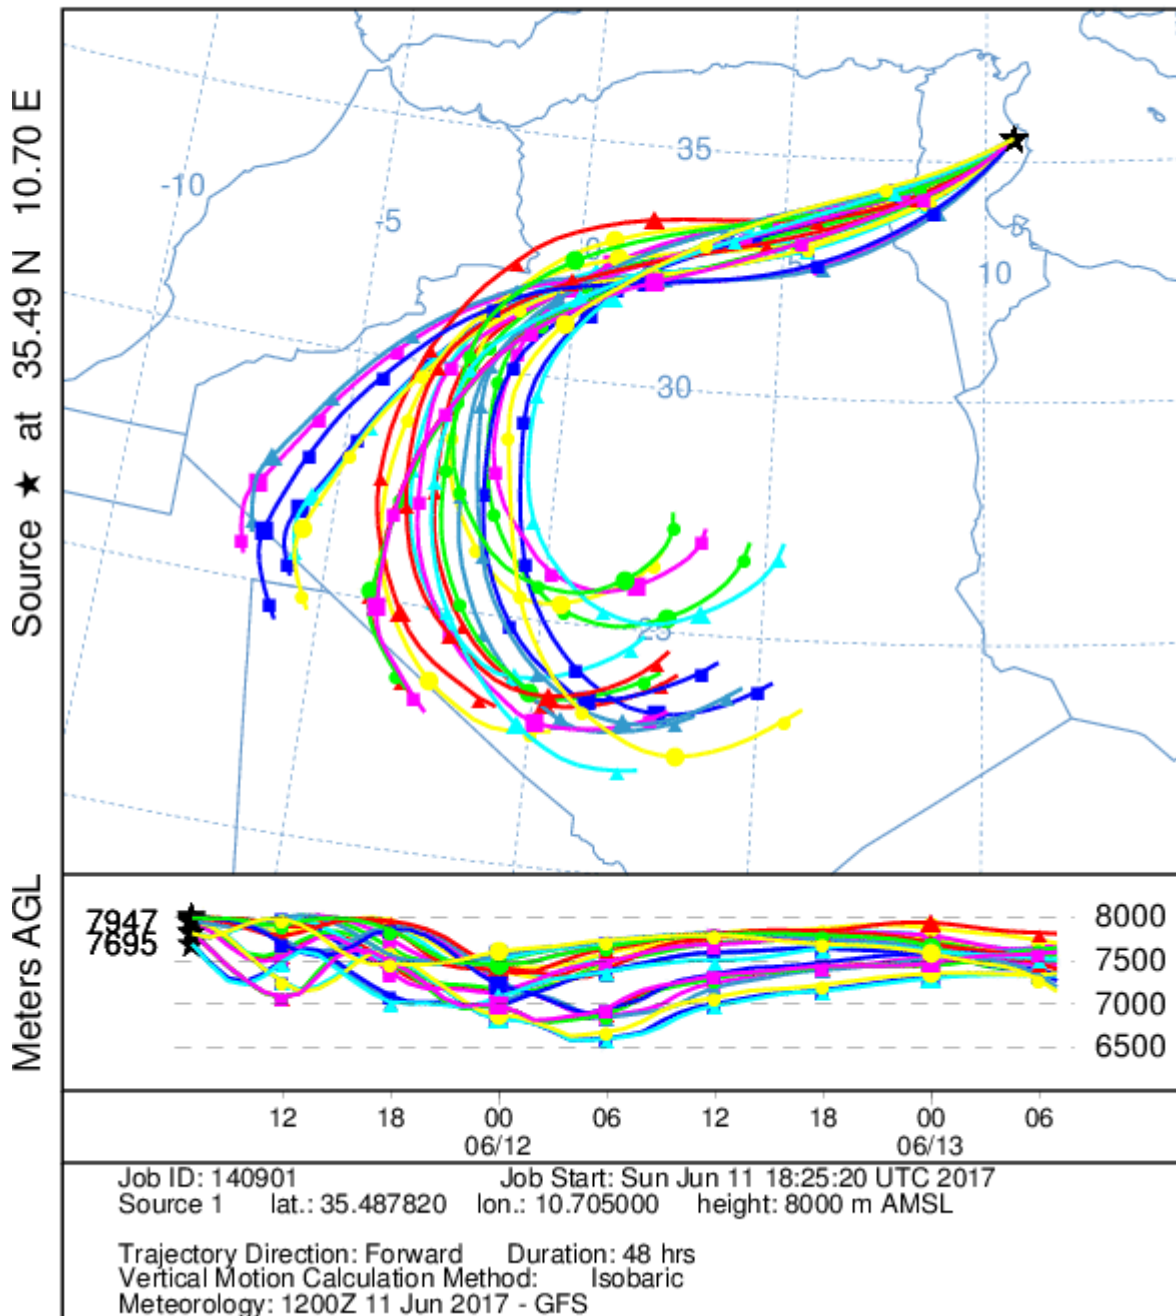 Source ★ at 35.49 N 10.70 E
-10
-5
35
5
10
30
25
Meters AGL
7947
7695
8000
7500
7000
6500
12 18 00 06 12 18 00 06
06/12 06/13
Job ID: 140901 Job Start: Sun Jun 11 18:25:20 UTC 2017
Source 1 lat.: 35.487820 lon.: 10.705000 height: 8000 m AMSL
Trajectory Direction: Forward Duration: 48 hrs
Vertical Motion Calculation Method: Isobaric
Meteorology: 1200Z 11 Jun 2017 - GFS